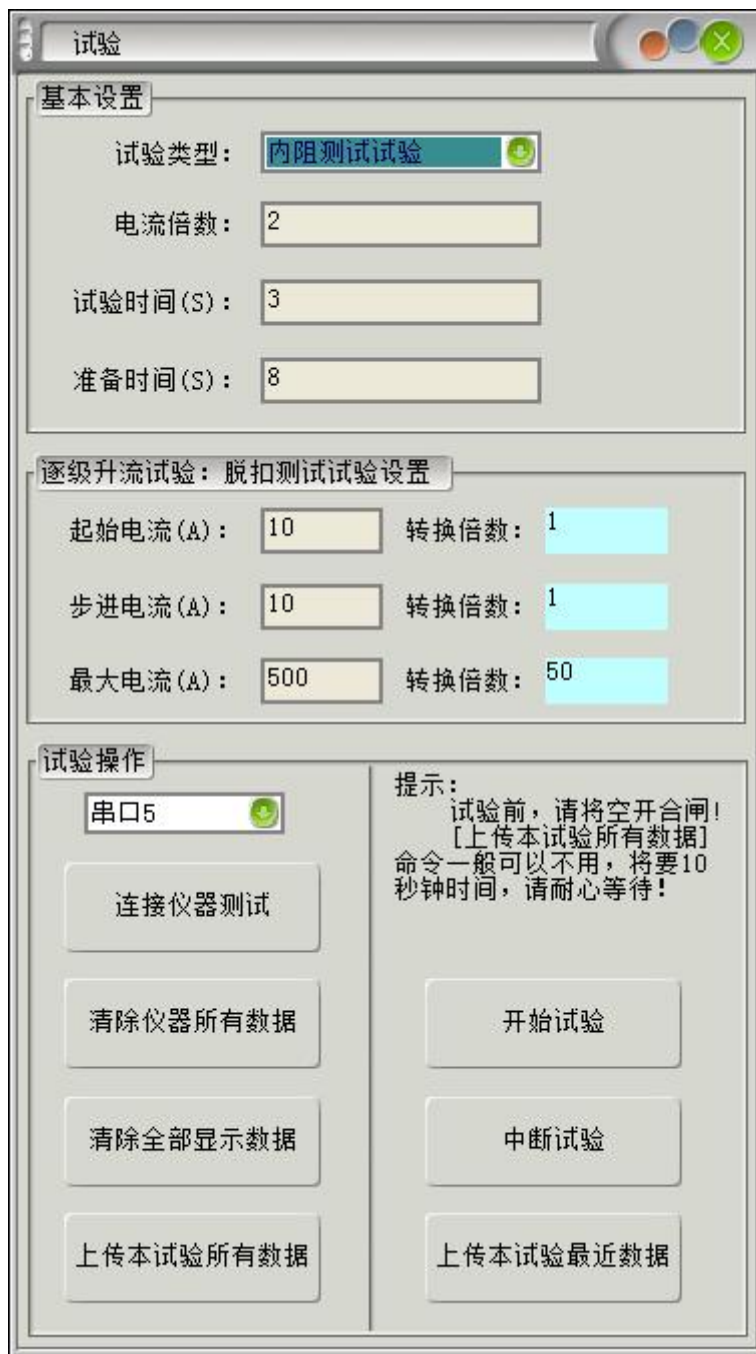 试验
基本设置
试验类型: 内阻测试试验
电流倍数: 2
试验时间(S): 3
准备时间(S): 8
逐级升流试验: 脱扣测试试验设置
起始电流(A): 10 转换倍数: 1
步进电流(A): 10 转换倍数: 1
最大电流(A): 500 转换倍数: 50
试验操作
串口5
连接仪器测试
清除仪器所有数据
清除全部显示数据
上传本试验所有数据
提示:
试验前,请将空开合闸!
[上传本试验所有数据]
命令一般可以不用,将要10
秒钟时间,请耐心等待!
开始试验
中断试验
上传本试验最近数据